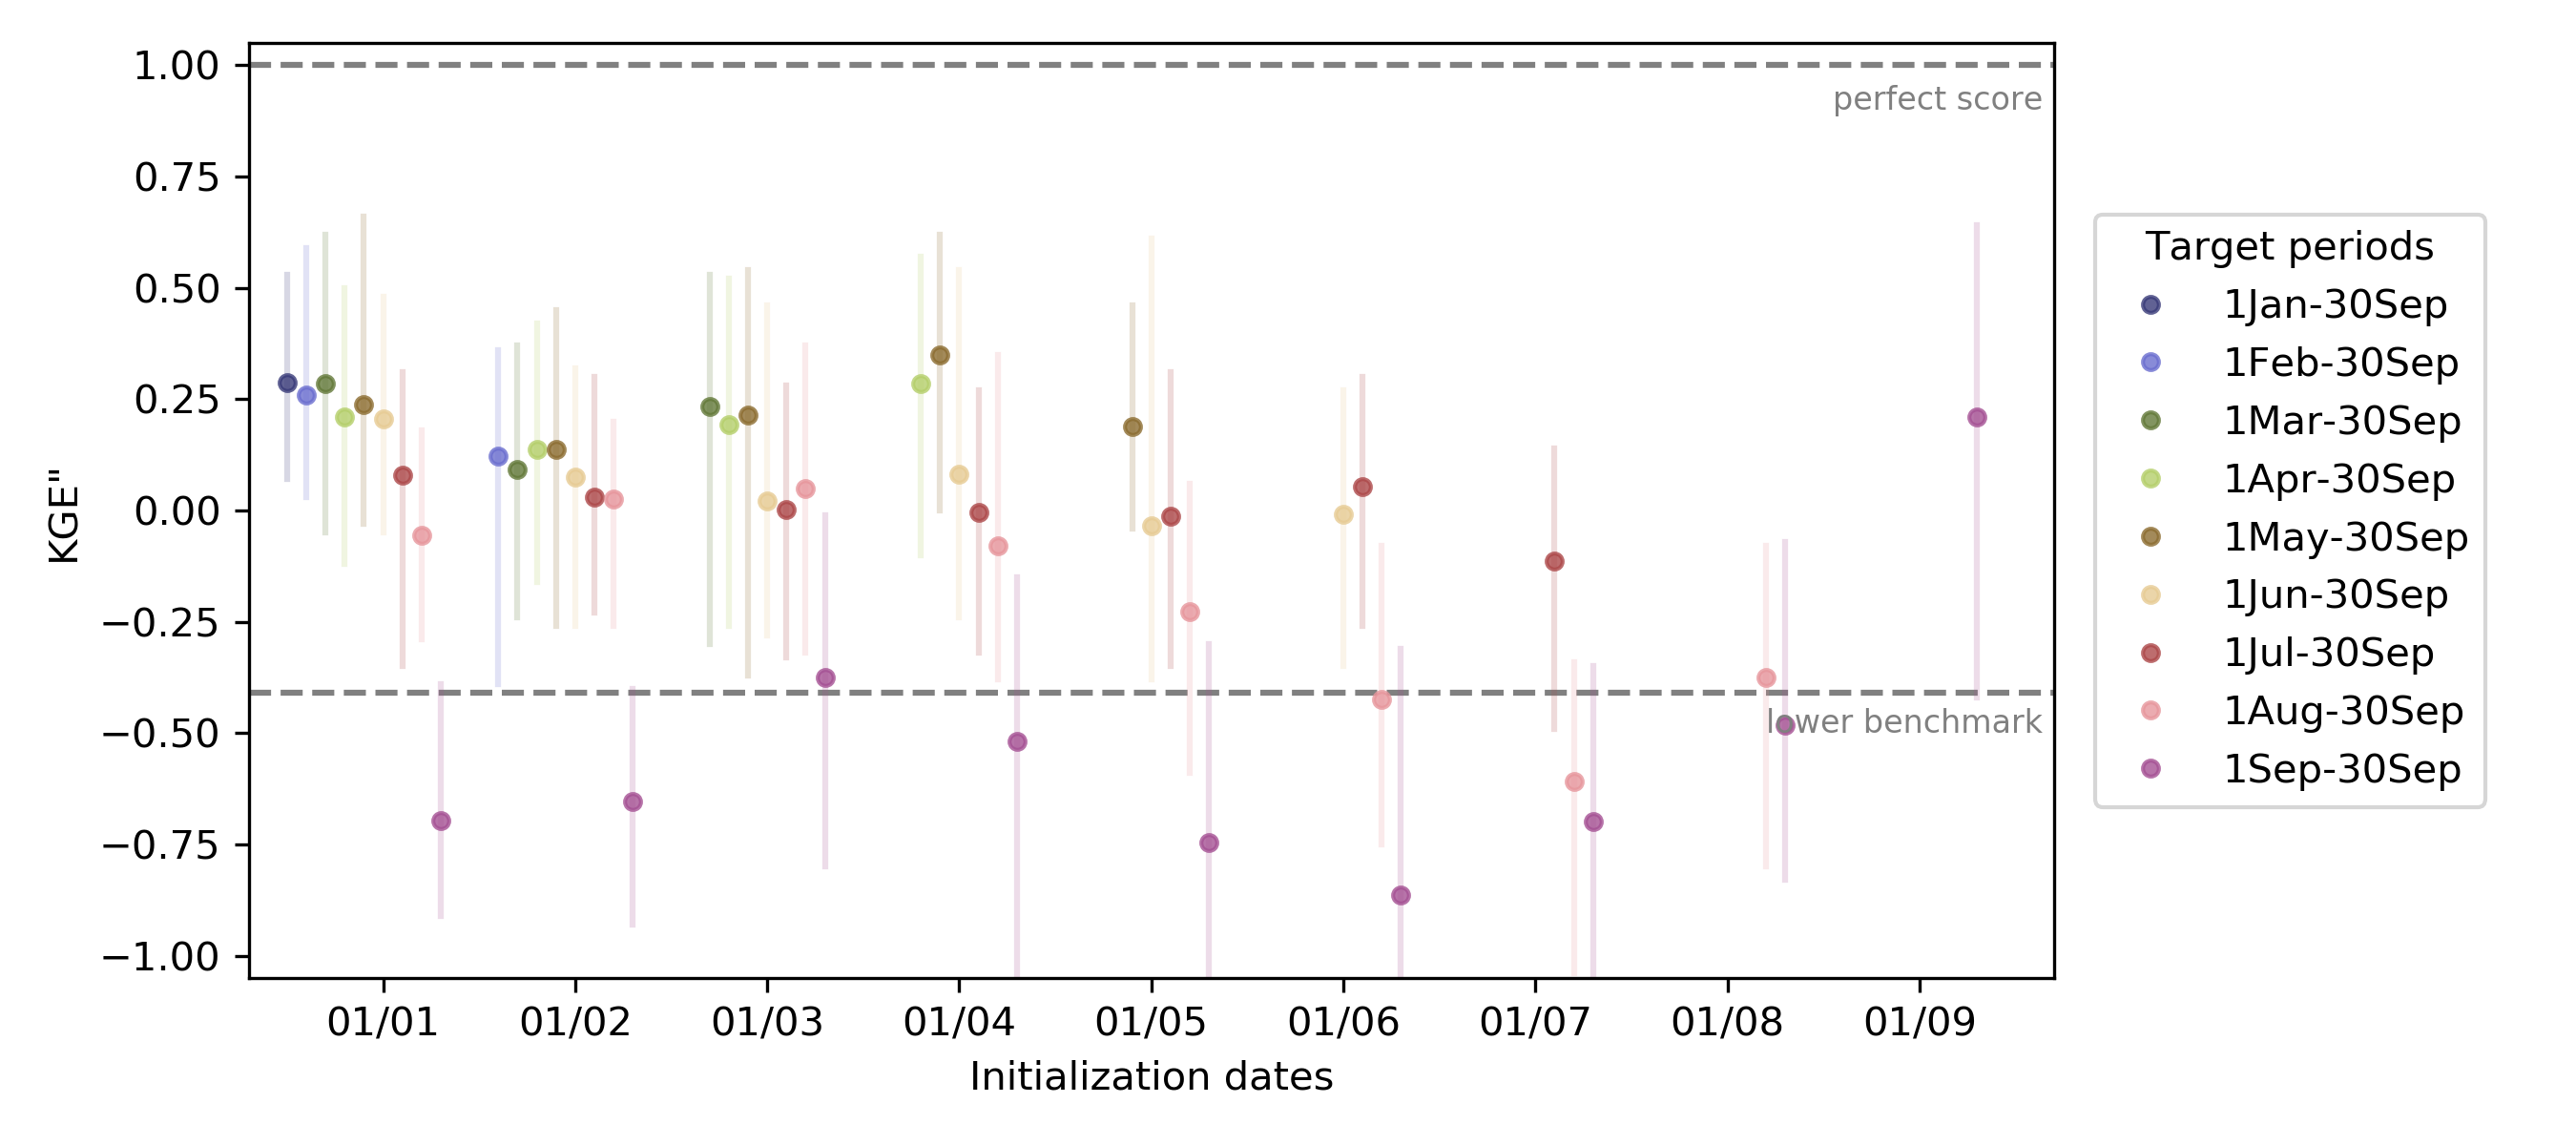 1.00
0.75
0.50
0.25
0.00
−0.25
−0.50
−0.75
−1.00
KGE"
perfect score
lower benchmark
01/01 01/02 01/03 01/04 01/05 01/06 01/07 01/08 01/09
Initialization dates
Target periods
1Jan-30Sep
1Feb-30Sep
1Mar-30Sep
1Apr-30Sep
1May-30Sep
1Jun-30Sep
1Jul-30Sep
1Aug-30Sep
1Sep-30Sep